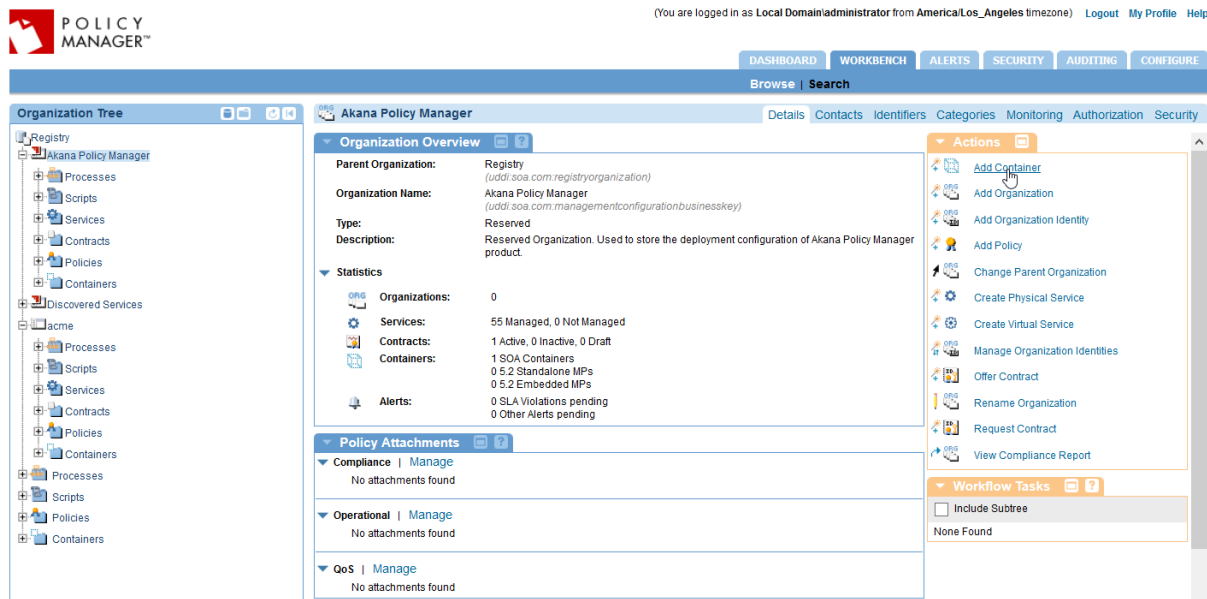 POLICY
MANAGER™
(You are logged in as Local Domain\administrator from America/Los_Angeles timezone) Logout My Profile Help
DASHBOARD WORKBENCH ALERTS SECURITY AUDITING CONFIGURE
Browse | Search
Organization Tree
Registry
Akana Policy Manager
Processes
Scripts
Services
Contracts
Policies
Containers
Discovered Services
acme
Processes
Scripts
Services
Contracts
Policies
Containers
Processes
Scripts
Policies
Containers
ORG Akana Policy Manager
Details Contacts Identifiers Categories Monitoring Authorization Security
Organization Overview ?
Parent Organization: Registry
(uddi:soa.com:registryorganization)
Organization Name: Akana Policy Manager
(uddi:soa.com:managementconfigurationbusinesskey)
Type: Reserved
Description: Reserved Organization. Used to store the deployment configuration of Akana Policy Manager
product.
Statistics
ORG Organizations: 0
Services: 55 Managed, 0 Not Managed
Contracts: 1 Active, 0 Inactive, 0 Draft
Containers: 1 SOA Containers
0 5.2 Standalone MPs
0 5.2 Embedded MPs
Alerts: 0 SLA Violations pending
0 Other Alerts pending
Policy Attachments ?
Compliance | Manage
No attachments found
Operational | Manage
No attachments found
QoS | Manage
No attachments found
Actions
Add Container
ORG Add Organization
ORG Add Organization Identity
Add Policy
ORG Change Parent Organization
Create Physical Service
Create Virtual Service
ORG Manage Organization Identities
Offer Contract
ORG Rename Organization
Request Contract
ORG View Compliance Report
Workflow Tasks ?
Include Subtree
None Found